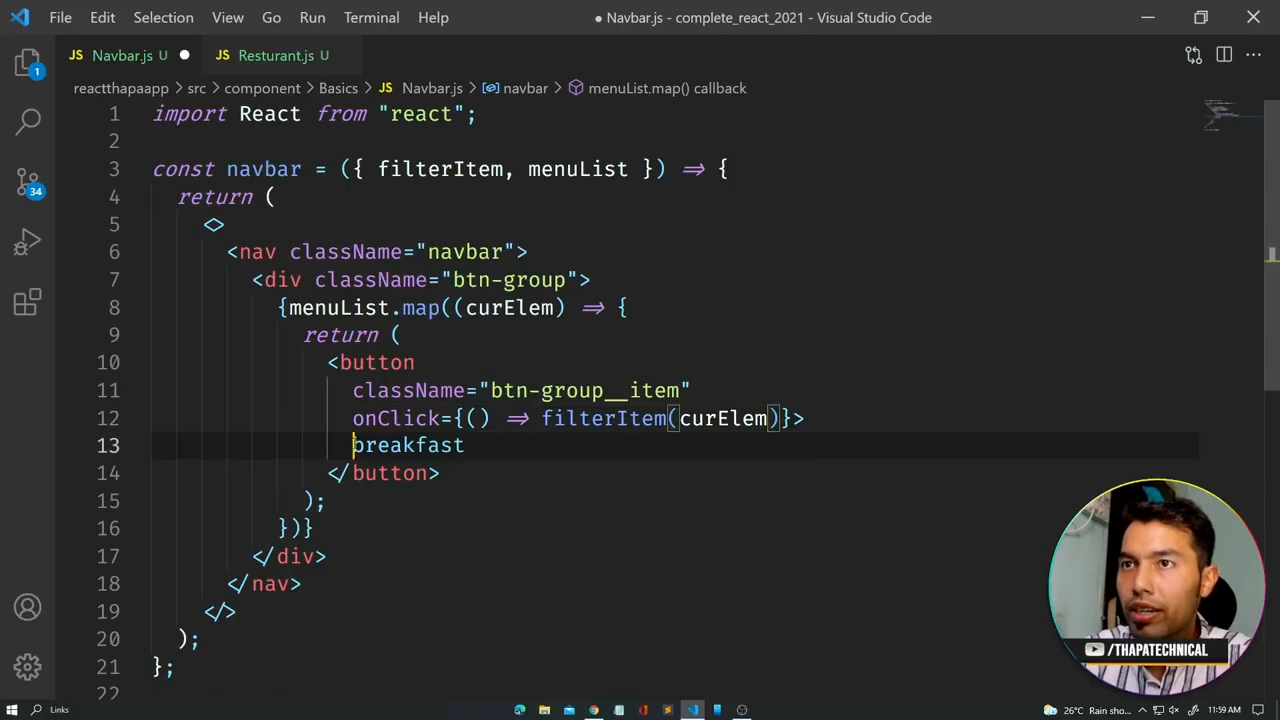 File Edit Selection View Go Run Terminal Help ● Navbar.js - complete_react_2021 - Visual Studio Code
JS Navbar.js U ● JS Resturant.js U
reactthapaapp > src > component > Basics > JS Navbar.js > navbar > menuList.map() callback
1 import React from "react";
2
3 const navbar = ({ filterItem, menuList }) => {
4 return (
5 <>
6 <nav className="navbar">
7 <div className="btn-group">
8 {menuList.map((curElem) => {
9 return (
10 <button
11 className="btn-group__item"
12 onClick={() => filterItem(curElem)}>
13 breakfast
14 </button>
15 );
16 })}
17 </div>
18 </nav>
19 </>
20 );
21 };
22
1
34
/THAPATECHNICAL
Links 26°C Rain sho... 11:59 AM